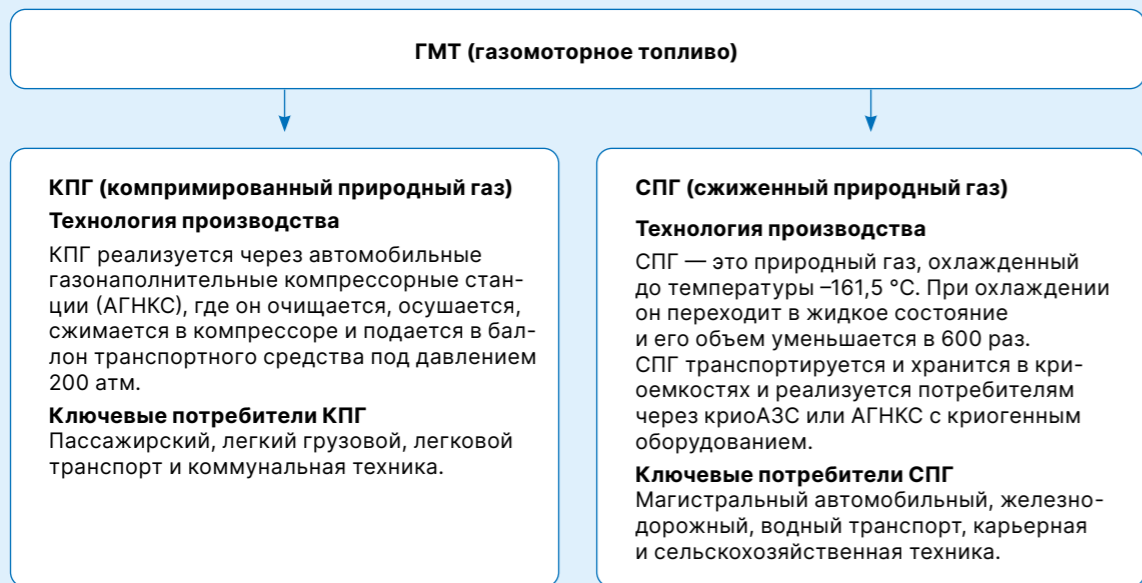 ГМТ (газомоторное топливо)
КПГ (компримированный природный газ)
Технология производства
КПГ реализуется через автомобильные
газонаполнительные компрессорные стан-
ции (АГНКС), где он очищается, осушается,
сжимается в компрессоре и подается в бал-
лон транспортного средства под давлением
200 атм.
Ключевые потребители КПГ
Пассажирский, легкий грузовой, легковой
транспорт и коммунальная техника.
СПГ (сжиженный природный газ)
Технология производства
СПГ — это природный газ, охлажденный
до температуры –161,5 °С. При охлаждении
он переходит в жидкое состояние
и его объем уменьшается в 600 раз.
СПГ транспортируется и хранится в кри-
оемкостях и реализуется потребителям
через криоАЗС или АГНКС с криогенным
оборудованием.
Ключевые потребители СПГ
Магистральный автомобильный, железно-
дорожный, водный транспорт, карьерная
и сельскохозяйственная техника.